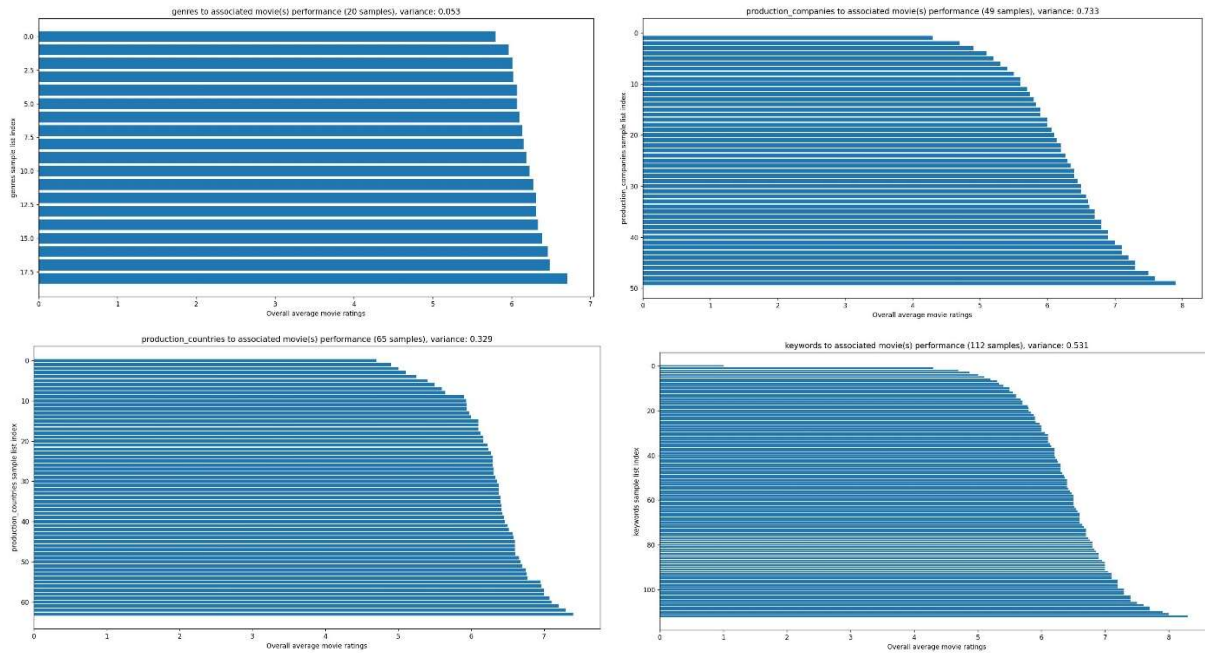 genres to associated movie(s) performance (20 samples), variance: 0.053
0.0
2.5
5.0
7.5
10.0
12.5
15.0
17.5
genres sample list index
0 1 2 3 4 5 6 7
Overall average movie ratings
production_companies to associated movie(s) performance (49 samples), variance: 0.733
0
10
20
30
40
50
production_companies sample list index
0 1 2 3 4 5 6 7 8
Overall average movie ratings
production_countries to associated movie(s) performance (65 samples), variance: 0.329
0
10
20
30
40
50
60
production_countries sample list index
0 1 2 3 4 5 6 7
Overall average movie ratings
keywords to associated movie(s) performance (112 samples), variance: 0.531
0
20
40
60
80
100
keywords sample list index
0 1 2 3 4 5 6 7 8
Overall average movie ratings